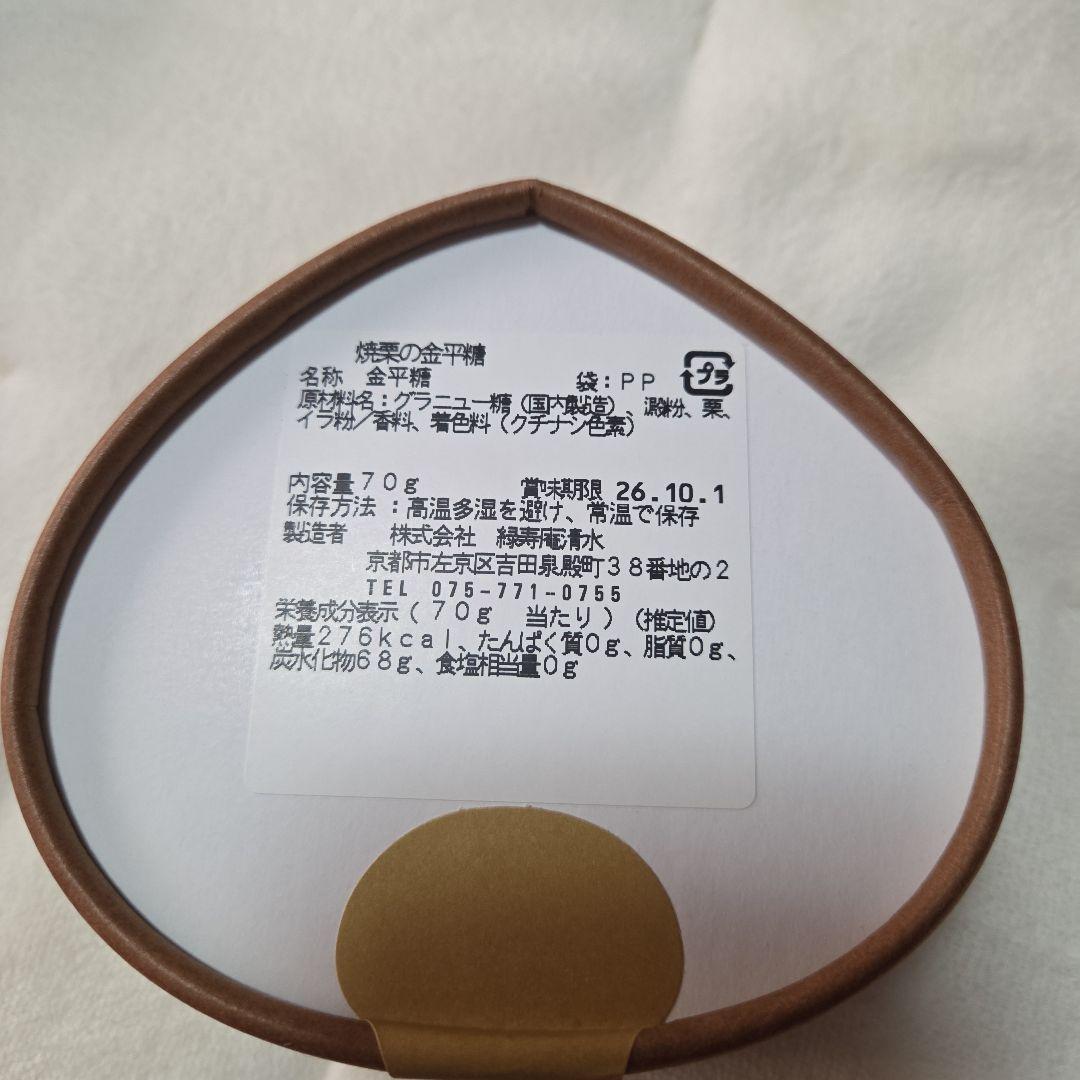 焼栗の金平糖
名称 金平糖 袋:PP プラ
原材料名:グラニュー糖(国内製造)、澱粉、栗、
イラ粉/香料、着色料(クチナシ色素)
内容量70g 賞味期限 26.10.1
保存方法:高温多湿を避け、常温で保存
製造者 株式会社 緑寿庵清水
京都市左京区吉田泉殿町38番地の2
TEL 075-771-0755
栄養成分表示(70g 当たり)(推定値)
熱量276kcal、たんぱく質0g、脂質0g、
炭水化物68g、食塩相当量0g